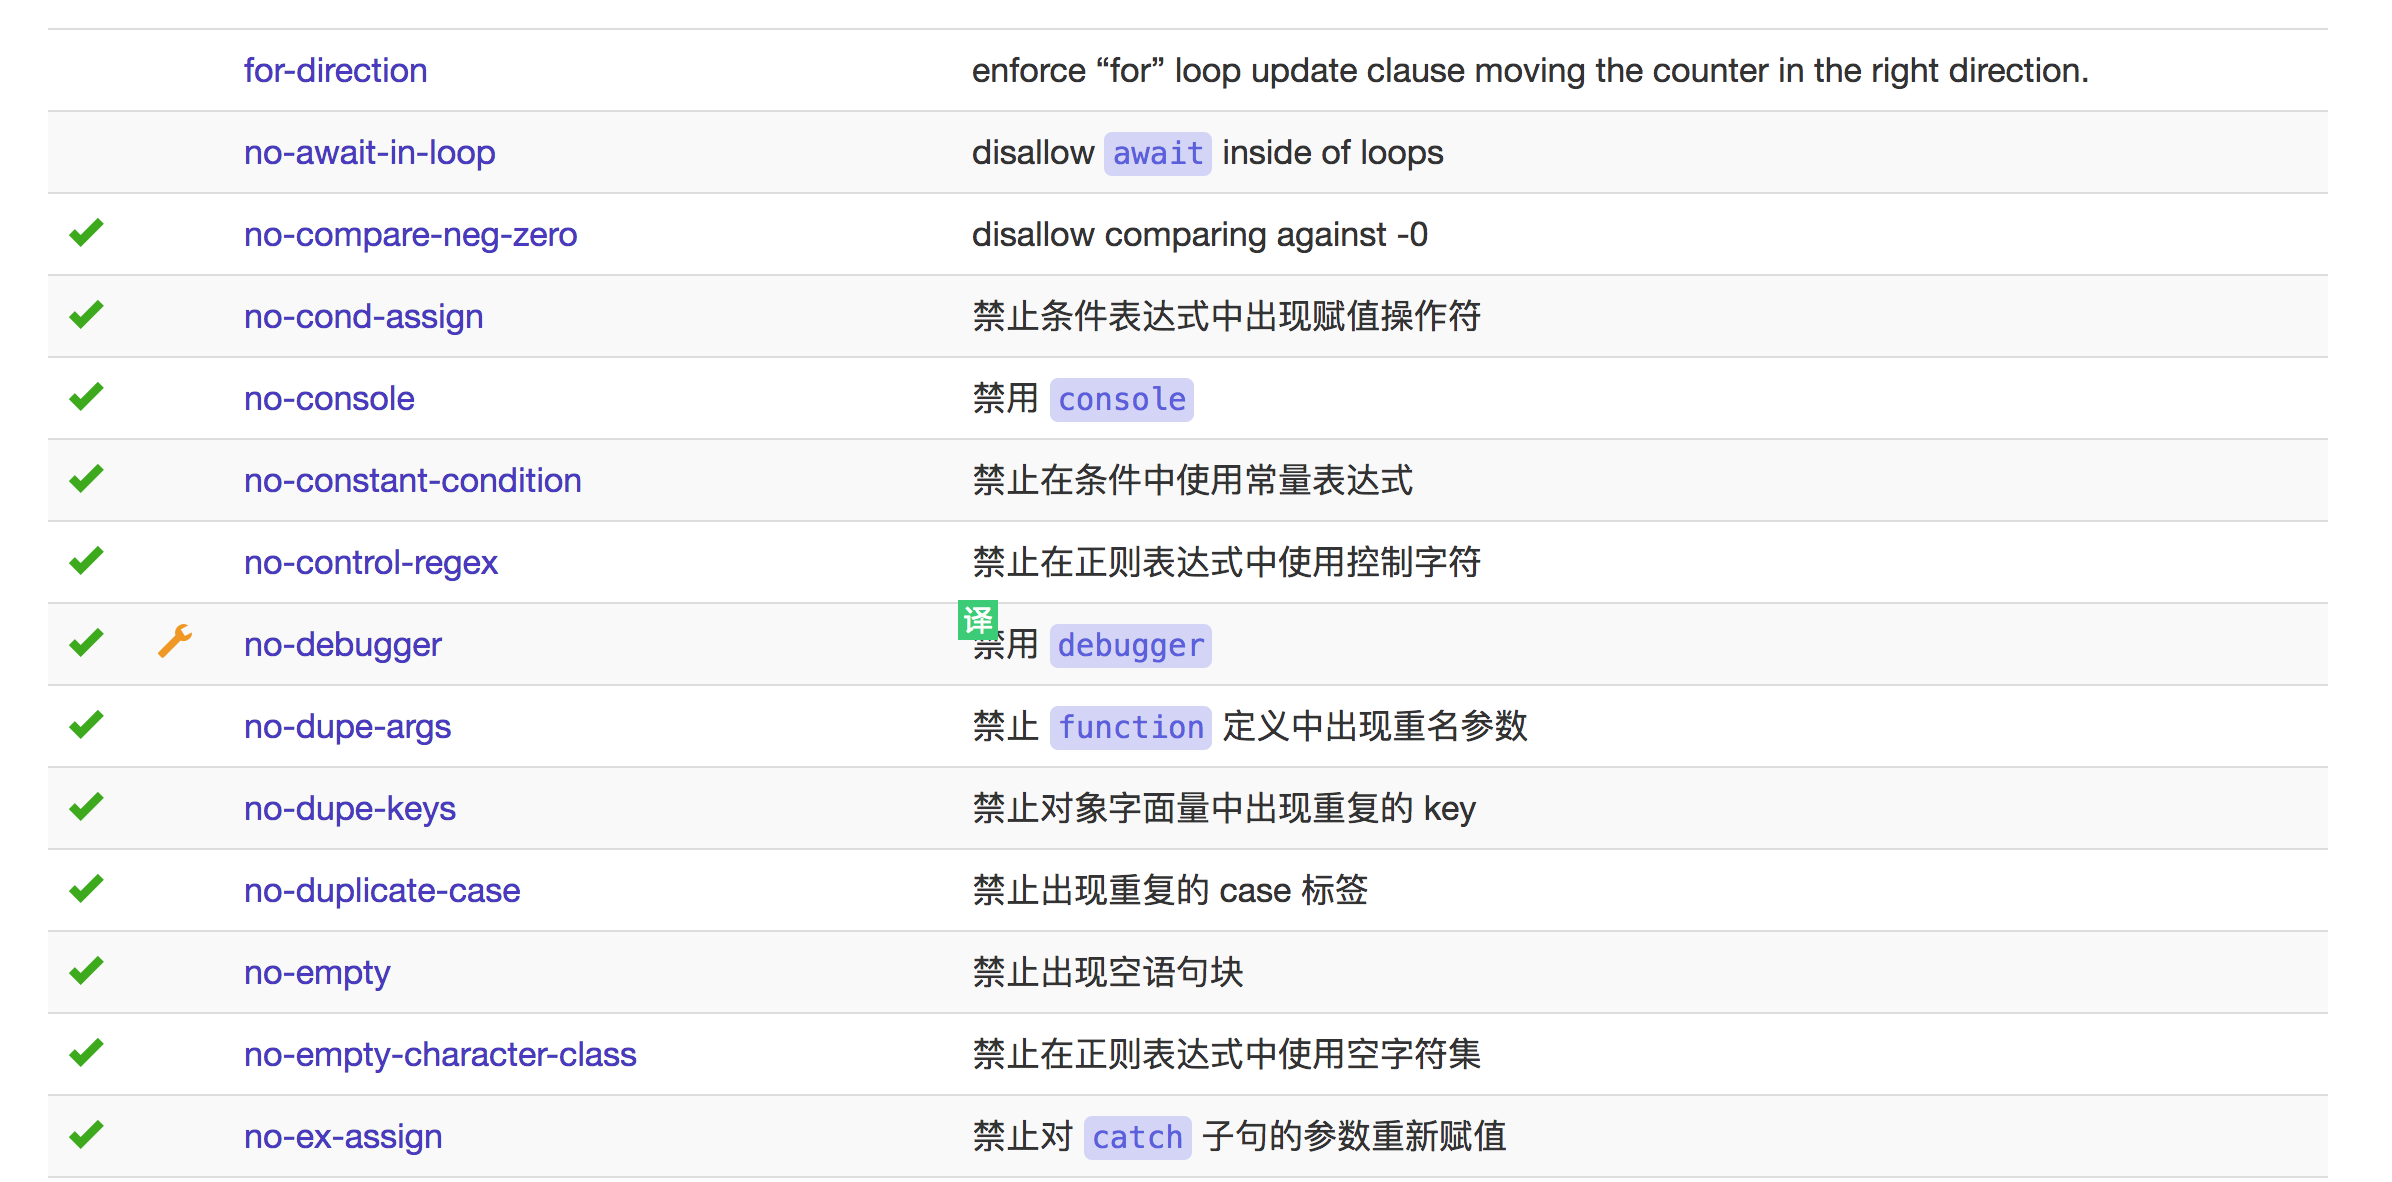 for-direction enforce “for” loop update clause moving the counter in the right direction.
no-await-in-loop disallow await inside of loops
no-compare-neg-zero disallow comparing against -0
no-cond-assign 禁止条件表达式中出现赋值操作符
no-console 禁用 console
no-constant-condition 禁止在条件中使用常量表达式
no-control-regex 禁止在正则表达式中使用控制字符
译
no-debugger 禁用 debugger
no-dupe-args 禁止 function 定义中出现重名参数
no-dupe-keys 禁止对象字面量中出现重复的 key
no-duplicate-case 禁止出现重复的 case 标签
no-empty 禁止出现空语句块
no-empty-character-class 禁止在正则表达式中使用空字符集
no-ex-assign 禁止对 catch 子句的参数重新赋值